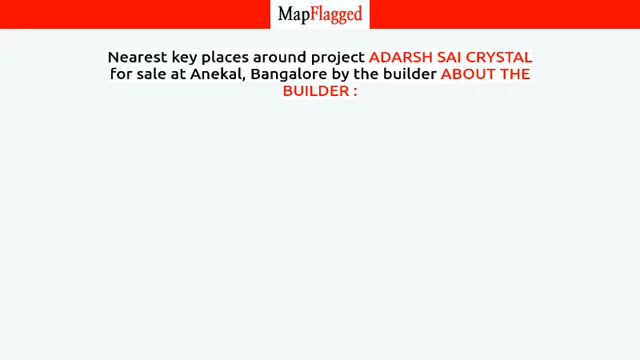 MapFlagged
Nearest key places around project ADARSH SAI CRYSTAL
for sale at Anekal, Bangalore by the builder ABOUT THE
BUILDER :